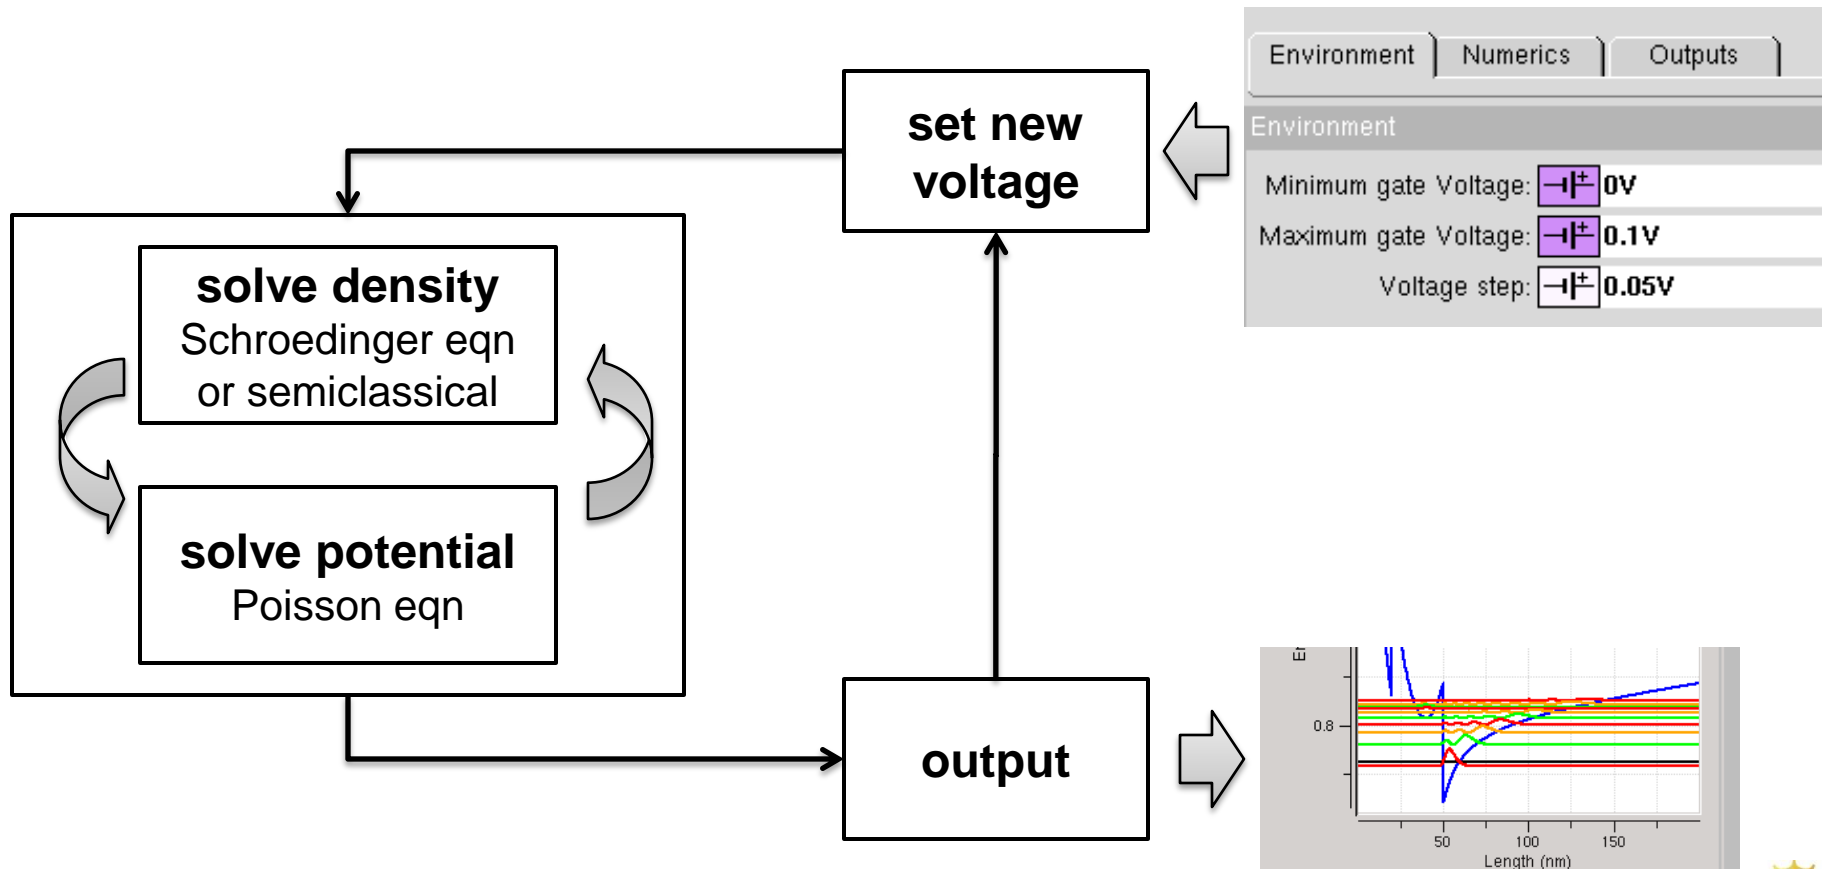 Environment
Numerics
Outputs
Environment
Minimum gate Voltage: 0V
Maximum gate Voltage: 0.1V
Voltage step: 0.05V
set new
voltage
solve density
Schroedinger eqn
or semiclassical
solve potential
Poisson eqn
output
0.8
50
100
150
Length (nm)